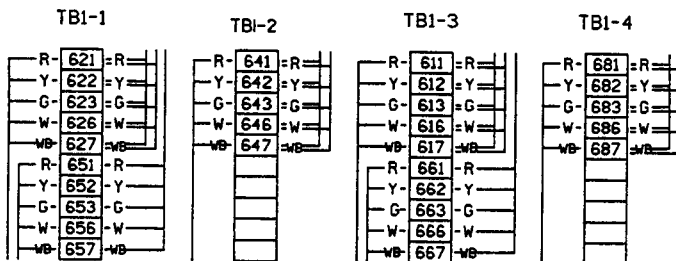 TB1-1 TB1-2 TB1-3 TB1-4
R- 621 =R R- 641 =R R- 611 =R R- 681 =R
Y- 622 =Y Y- 642 =Y Y- 612 =Y Y- 682 =Y
G- 623 =G G- 643 =G G- 613 =G G- 683 =G
W- 626 =W W- 646 =W W- 616 =W W- 686 =W
WB- 627 =WB WB- 647 =WB WB- 617 =WB WB- 687 =WB
R- 651 -R R- 661 -R
Y- 652 -Y Y- 662 -Y
G- 653 -G G- 663 -G
W- 656 -W W- 666 -W
WB- 657 -WB WB- 667 -WB